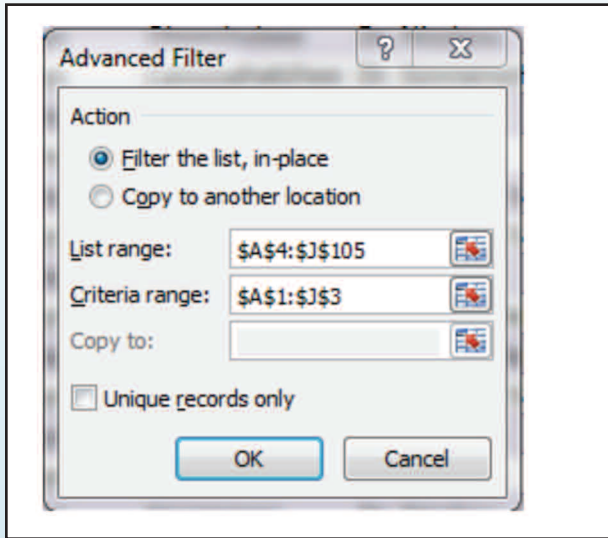 Advanced Filter
Action
Filter the list, in-place
Copy to another location
List range: $A$4:$J$105
Criteria range: $A$1:$J$3
Copy to:
Unique records only
OK Cancel